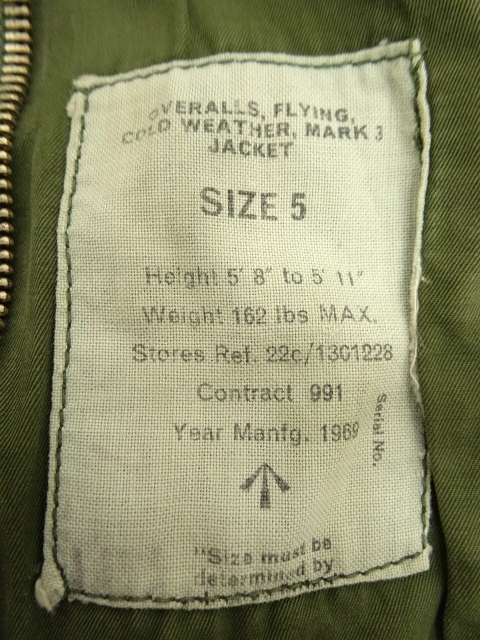 OVERALLS, FLYING,
COLD WEATHER, MARK 3
JACKET
SIZE 5
Height 5' 8" to 5' 11"
Weight 162 lbs MAX.
Stores Ref. 22c/1301228
Contract 991
Year Manfg. 1969
Serial No.
"Size must be
determined by